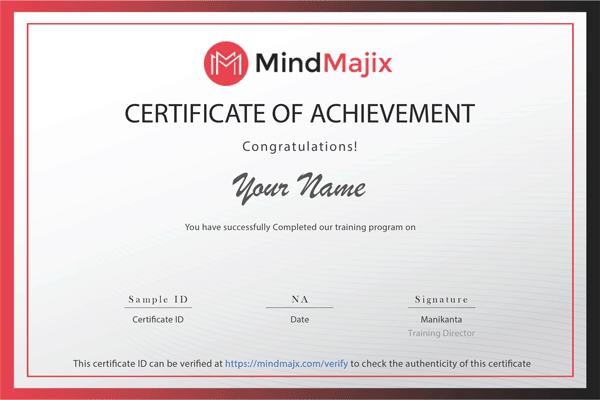 MindMajix
CERTIFICATE OF ACHIEVEMENT
Congratulations!
Your Name
You have successfully Completed our training program on
Sample ID NA Signature
Certificate ID Date Manikanta
Training Director
This certificate ID can be verified at https://mindmajx.com/verify to check the authenticity of this certificate